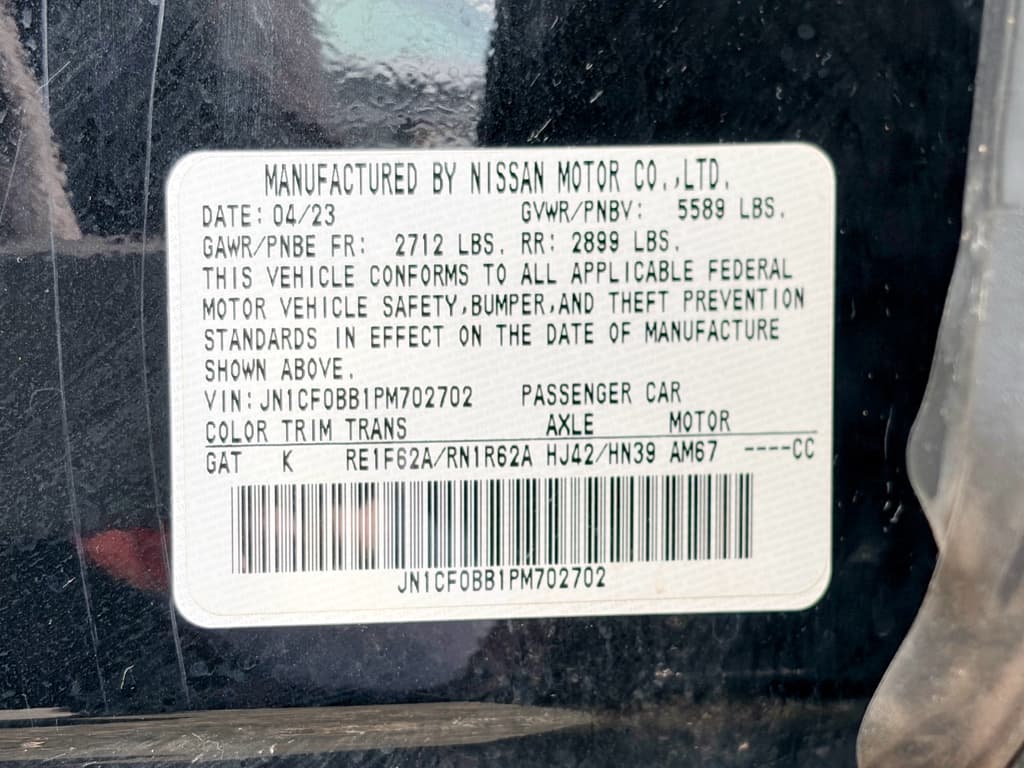 MANUFACTURED BY NISSAN MOTOR CO.,LTD.
DATE: 04/23 GVWR/PNBV: 5589 LBS.
GAWR/PNBE FR: 2712 LBS. RR: 2899 LBS.
THIS VEHICLE CONFORMS TO ALL APPLICABLE FEDERAL
MOTOR VEHICLE SAFETY,BUMPER,AND THEFT PREVENTION
STANDARDS IN EFFECT ON THE DATE OF MANUFACTURE
SHOWN ABOVE.
VIN:JN1CF0BB1PM702702 PASSENGER CAR
COLOR TRIM TRANS AXLE MOTOR
GAT K RE1F62A/RN1R62A HJ42/HN39 AM67 ----CC
JN1CF0BB1PM702702